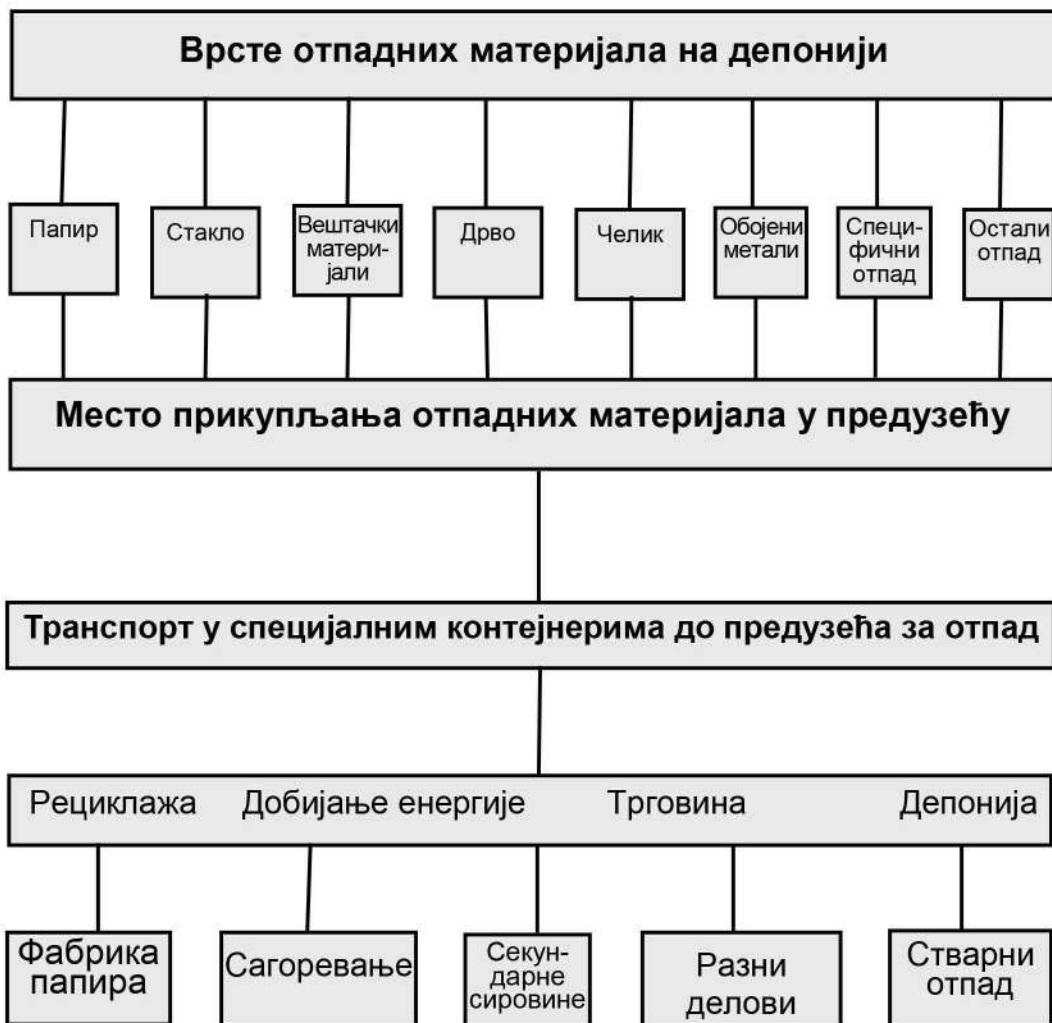 Врсте отпадних материјала на депонији
Папир
Стакло
Вештачки
матери-
јали
Дрво
Челик
Обојени
метали
Специ-
фични
отпад
Остали
отпад
Место прикупљања отпадних материјала у предузећу
Транспорт у специјалним контејнерима до предузећа за отпад
Рециклажа Добијање енергије Трговина Депонија
Фабрика
папира
Сагоревање
Секун-
дарне
сировине
Разни
делови
Стварни
отпад